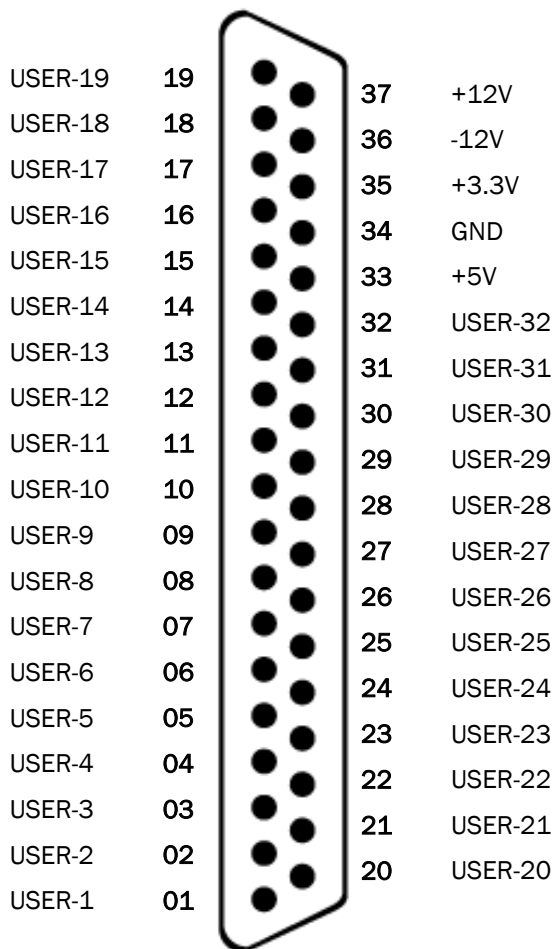 USER-19 19
37 +12V
USER-18 18
36 -12V
USER-17 17
35 +3.3V
USER-16 16
34 GND
USER-15 15
33 +5V
USER-14 14
32 USER-32
USER-13 13
31 USER-31
USER-12 12
30 USER-30
USER-11 11
29 USER-29
USER-10 10
28 USER-28
USER-9 09
27 USER-27
USER-8 08
26 USER-26
USER-7 07
25 USER-25
USER-6 06
24 USER-24
USER-5 05
23 USER-23
USER-4 04
22 USER-22
USER-3 03
21 USER-21
USER-2 02
20 USER-20
USER-1 01